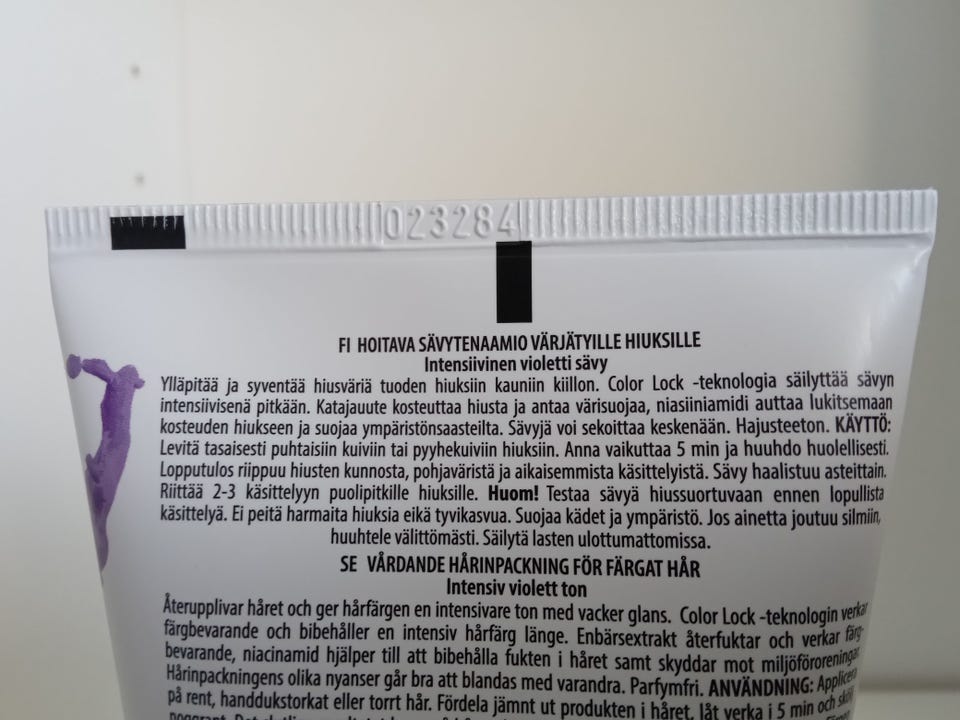 023284
FI HOITAVA SÄVYTENAAMIO VÄRJÄTYILLE HIUKSILLE
Intensiivinen violetti sävy
Ylläpitää ja syventää hiusväriä tuoden hiuksiin kauniin kiillon. Color Lock -teknologia säilyttää sävyn
intensiivisenä pitkään. Katajauute kosteuttaa hiusta ja antaa värisuojaa, niasiiniamidi auttaa lukitsemaan
kosteuden hiukseen ja suojaa ympäristönsaasteilta. Sävyjä voi sekoittaa keskenään. Hajusteeton. KÄYTTÖ:
Levitä tasaisesti puhtaisiin kuiviin tai pyyhekuiviin hiuksiin. Anna vaikuttaa 5 min ja huuhdo huolellisesti.
Lopputulos riippuu hiusten kunnosta, pohjaväristä ja aikaisemmista käsittelyistä. Sävy haalistuu asteittain.
Riittää 2-3 käsittelyyn puolipitkille hiuksille. Huom! Testaa sävyä hiussuortuvaan ennen lopullista
käsittelyä. Ei peitä harmaita hiuksia eikä tyvikasvua. Suojaa kädet ja ympäristö. Jos ainetta joutuu silmiin,
huuhtele välittömästi. Säilytä lasten ulottumattomissa.
SE VÅRDANDE HÅRINPACKNING FÖR FÄRGAT HÅR
Intensiv violett ton
Återupplivar håret och ger hårfärgen en intensivare ton med vacker glans. Color Lock -teknologin verkar
färgbevarande och bibehåller en intensiv hårfärg länge. Enbärsextrakt återfuktar och verkar färg-
bevarande, niacinamid hjälper till att bibehålla fukten i håret samt skyddar mot miljöföroreningar.
Hårinpackningens olika nyanser går bra att blandas med varandra. Parfymfri. ANVÄNDNING: Applicera
på rent, handdukstorkat eller torrt hår. Fördela jämnt ut produkten i håret, låt verka i 5 min och skölj